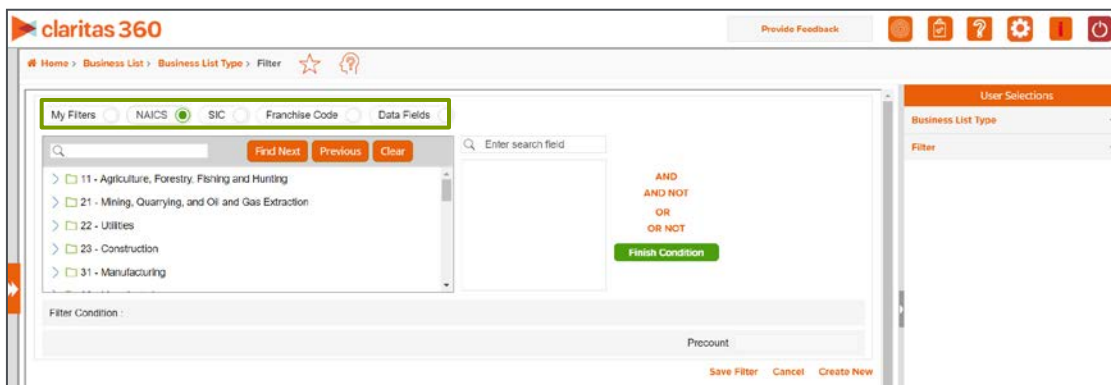 claritas 360
Provide Feedback
Home > Business List > Business List Type > Filter
User Selections
My Filters NAICS SIC Franchise Code Data Fields
Business List Type
Find Next Previous Clear
Enter search field
Filter
11 - Agriculture, Forestry, Fishing and Hunting
21 - Mining, Quarrying, and Oil and Gas Extraction
22 - Utilities
23 - Construction
31 - Manufacturing
AND
AND NOT
OR
OR NOT
Finish Condition
Filter Condition :
Precount
Save Filter Cancel Create New